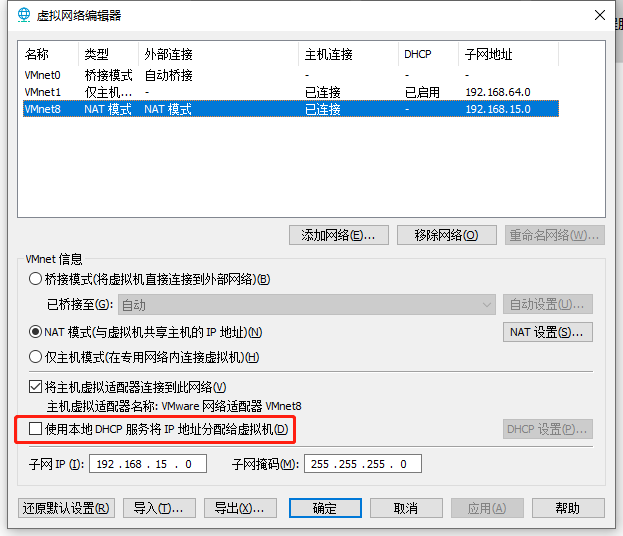 虚拟网络编辑器
名称 类型 外部连接 主机连接 DHCP 子网地址
VMnet0 桥接模式 自动桥接 - - -
VMnet1 仅主机... - 已连接 已启用 192.168.64.0
VMnet8 NAT 模式 NAT 模式 已连接 - 192.168.15.0
添加网络(E)... 移除网络(O) 重命名网络(W)...
VMnet 信息
桥接模式(将虚拟机直接连接到外部网络)(B)
已桥接至(G): 自动 自动设置(U)...
NAT 模式(与虚拟机共享主机的 IP 地址)(N) NAT 设置(S)...
仅主机模式(在专用网络内连接虚拟机)(H)
将主机虚拟适配器连接到此网络(V)
主机虚拟适配器名称: VMware 网络适配器 VMnet8
使用本地 DHCP 服务将 IP 地址分配给虚拟机(D) DHCP 设置(P)...
子网 IP (I): 192 .168 . 15 . 0 子网掩码(M): 255 .255 .255 . 0
还原默认设置(R) 导入(T)... 导出(X)... 确定 取消 应用(A) 帮助